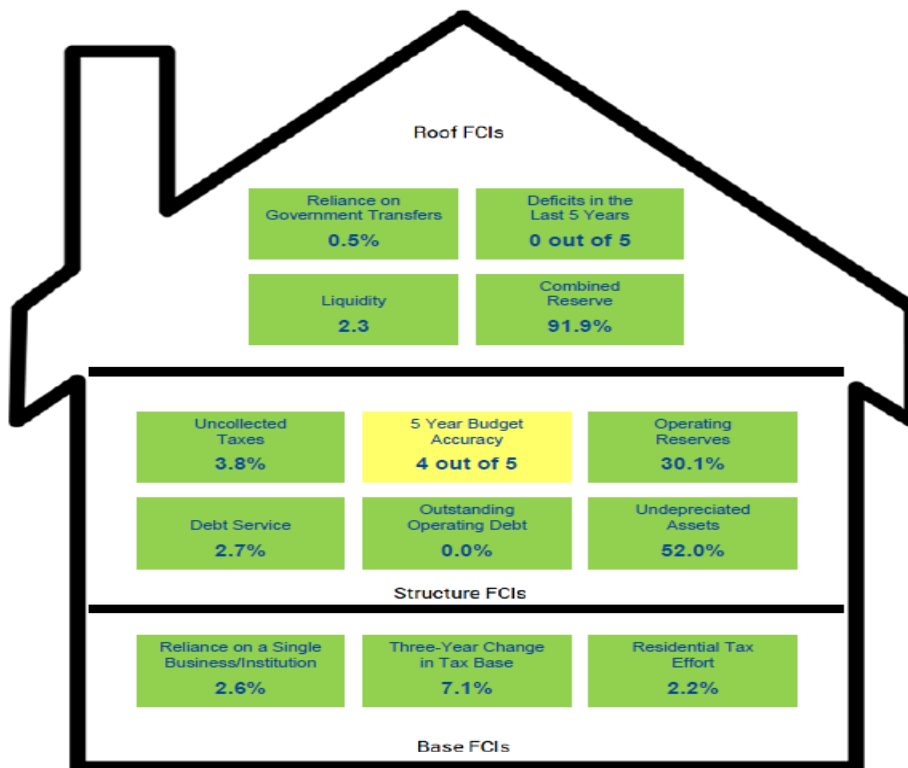 Roof FCIs
Reliance on
Government Transfers
0.5%
Deficits in the
Last 5 Years
0 out of 5
Liquidity
2.3
Combined
Reserve
91.9%
Uncollected
Taxes
3.8%
5 Year Budget
Accuracy
4 out of 5
Operating
Reserves
30.1%
Debt Service
2.7%
Outstanding
Operating Debt
0.0%
Undepreciated
Assets
52.0%
Structure FCIs
Reliance on a Single
Business/Institution
2.6%
Three-Year Change
in Tax Base
7.1%
Residential Tax
Effort
2.2%
Base FCIs